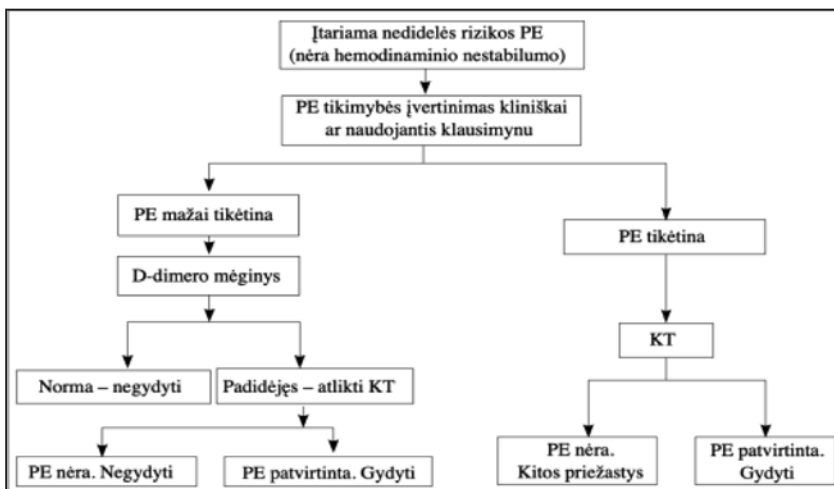 Įtariama nedidelės rizikos PE
(nėra hemodinaminio nestabilumo)
PE tikimybės įvertinimas kliniškai
ar naudojantis klausimynu
PE mažai tikėtina
PE tikėtina
D-dimero mėginys
KT
Norma – negydyti
Padidėjęs – atlikti KT
PE nėra. Negydyti
PE patvirtinta. Gydyti
PE nėra.
Kitos priežastys
PE patvirtinta.
Gydyti